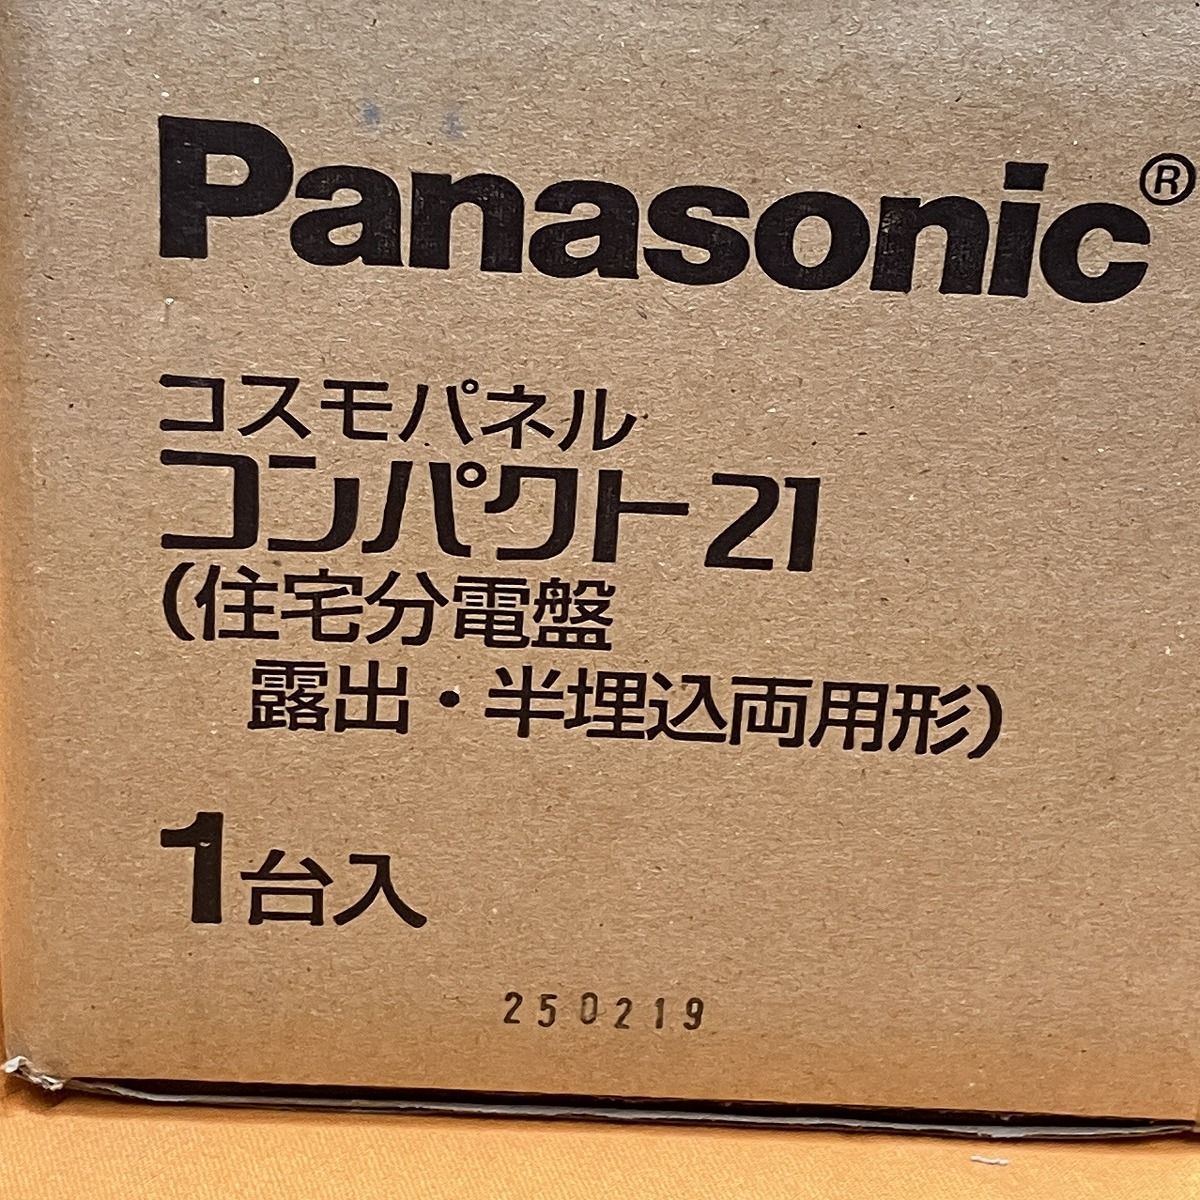 Panasonic®
コスモパネル
コンパクト21
(住宅分電盤
露出・半埋込両用形)
1台入
250219